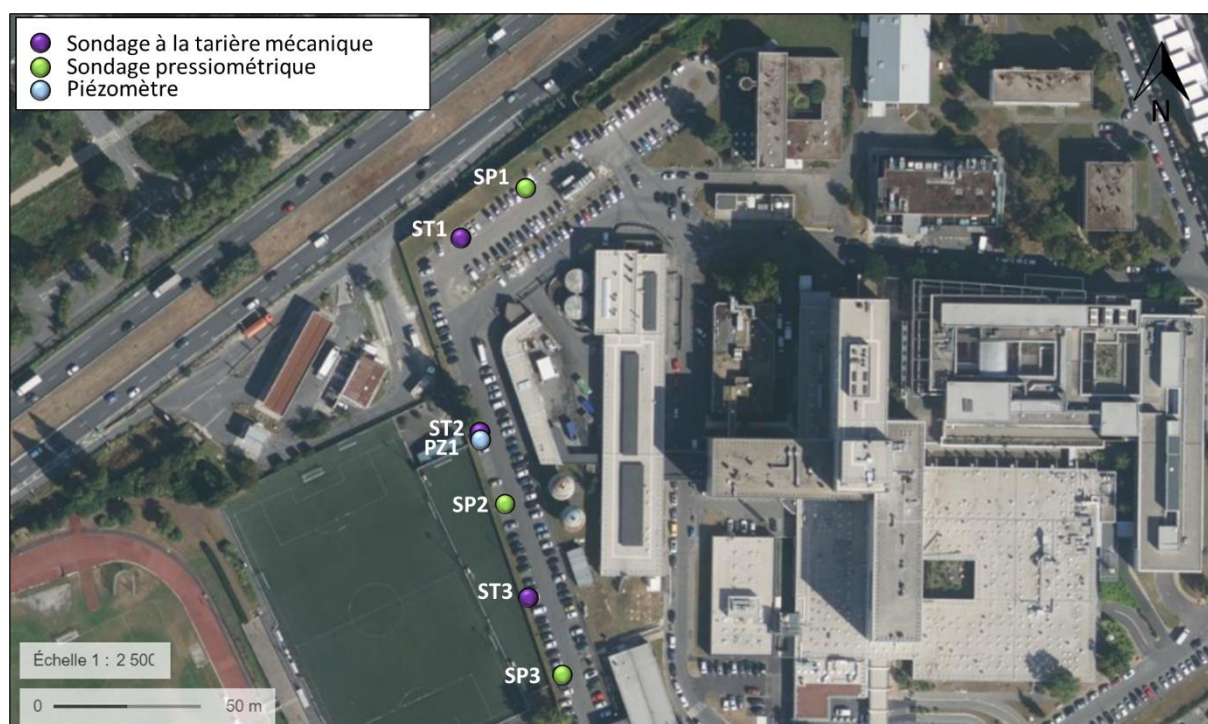 Sondage à la tarière mécanique
Sondage pressiométrique
Piézomètre
N
SP1
ST1
ST2
PZ1
SP2
ST3
SP3
Échelle 1 : 2 500
0 50 m